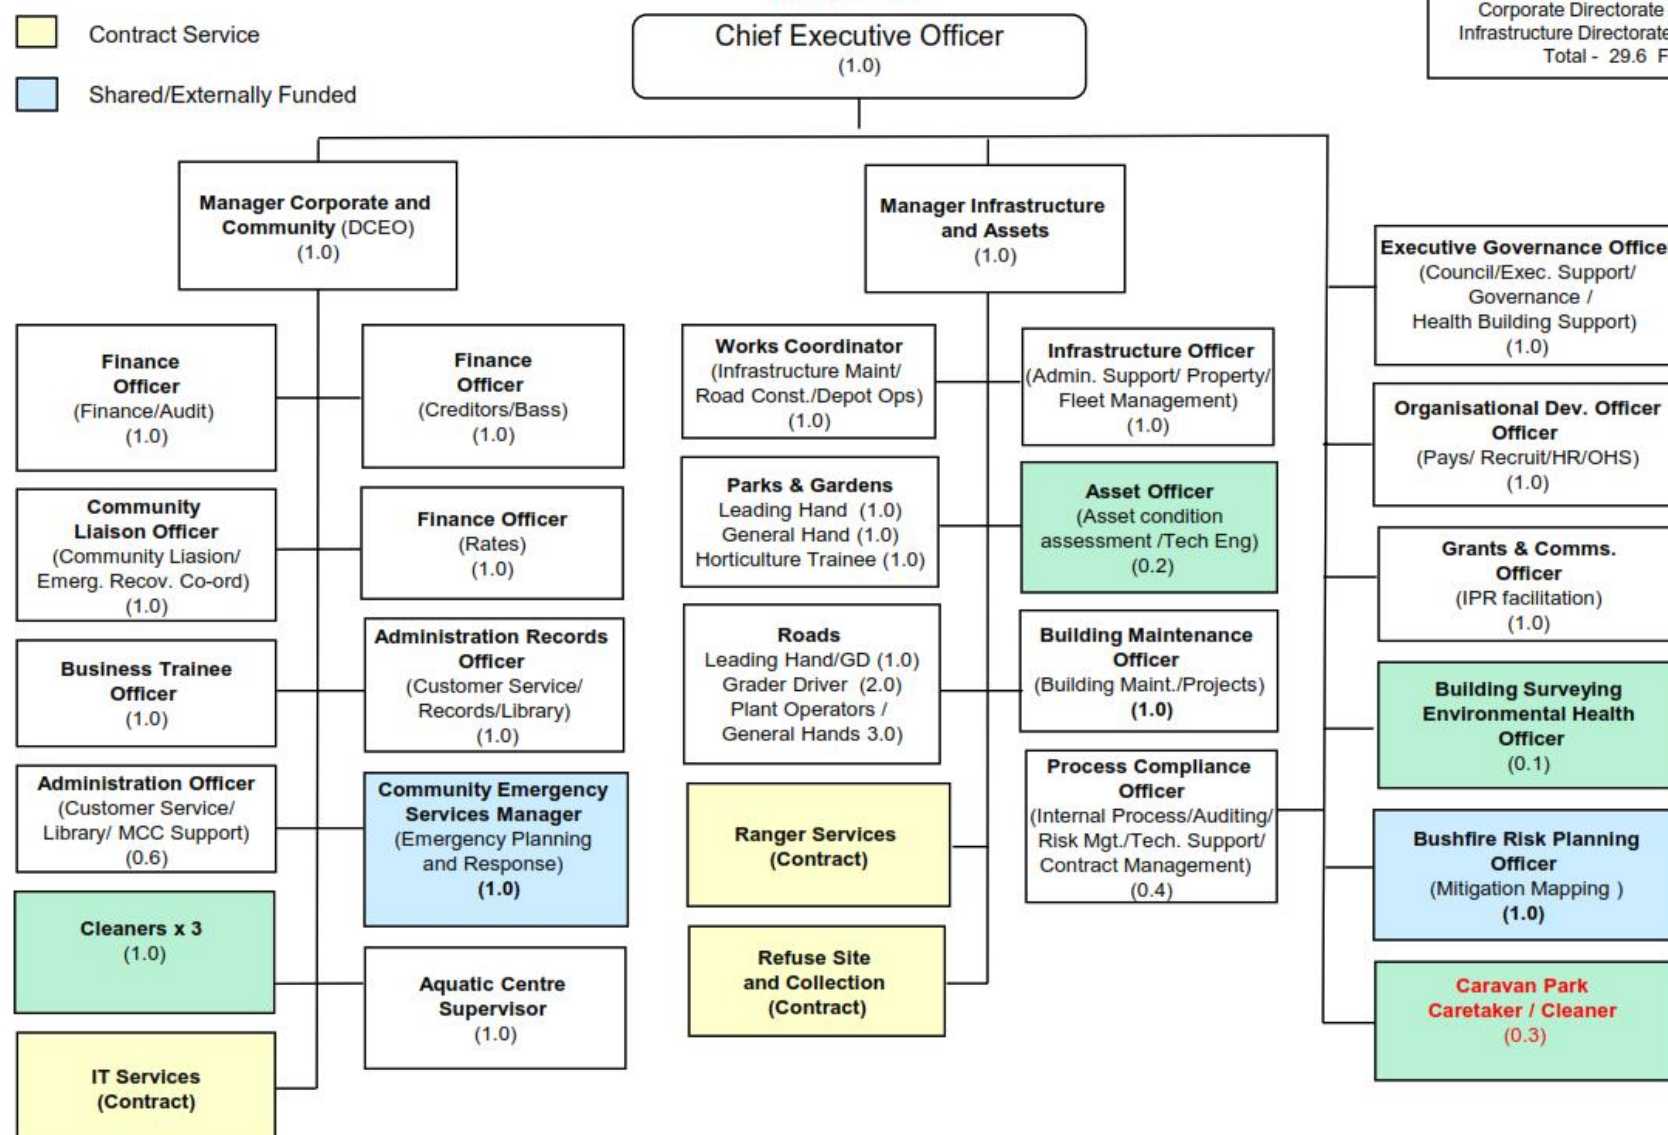 Contract Service
Shared/Externally Funded
Chief Executive Officer
(1.0)
Corporate Directorate
Infrastructure Directorate
Total - 29.6
Manager Corporate and
Community (DCEO)
(1.0)
Manager Infrastructure
and Assets
(1.0)
Finance
Officer
(Finance/Audit)
(1.0)
Finance
Officer
(Creditors/Bass)
(1.0)
Community
Liaison Officer
(Community Liasion/
Emerg. Recov. Co-ord)
(1.0)
Finance Officer
(Rates)
(1.0)
Business Trainee
Officer
(1.0)
Administration Records
Officer
(Customer Service/
Records/Library)
(1.0)
Administration Officer
(Customer Service/
Library/ MCC Support)
(0.6)
Community Emergency
Services Manager
(Emergency Planning
and Response)
(1.0)
Cleaners x 3
(1.0)
Aquatic Centre
Supervisor
(1.0)
IT Services
(Contract)
Works Coordinator
(Infrastructure Maint/
Road Const./Depot Ops)
(1.0)
Infrastructure Officer
(Admin. Support/ Property/
Fleet Management)
(1.0)
Parks & Gardens
Leading Hand (1.0)
General Hand (1.0)
Horticulture Trainee (1.0)
Asset Officer
(Asset condition
assessment /Tech Eng)
(0.2)
Roads
Leading Hand/GD (1.0)
Grader Driver (2.0)
Plant Operators /
General Hands 3.0)
Building Maintenance
Officer
(Building Maint./Projects)
(1.0)
Ranger Services
(Contract)
Process Compliance
Officer
(Internal Process/Auditing/
Risk Mgt./Tech. Support/
Contract Management)
(0.4)
Refuse Site
and Collection
(Contract)
Executive Governance
(Council/Exec. Support/
Governance /
Health Building Support)
(1.0)
Organisational Dev. Officer
Officer
(Pays/ Recruit/HR/OHS)
(1.0)
Grants & Comms.
Officer
(IPR facilitation)
(1.0)
Building Surveying
Environmental Health
Officer
(0.1)
Bushfire Risk Planning
Officer
(Mitigation Mapping )
(1.0)
Caravan Park
Caretaker / Cleaner
(0.3)